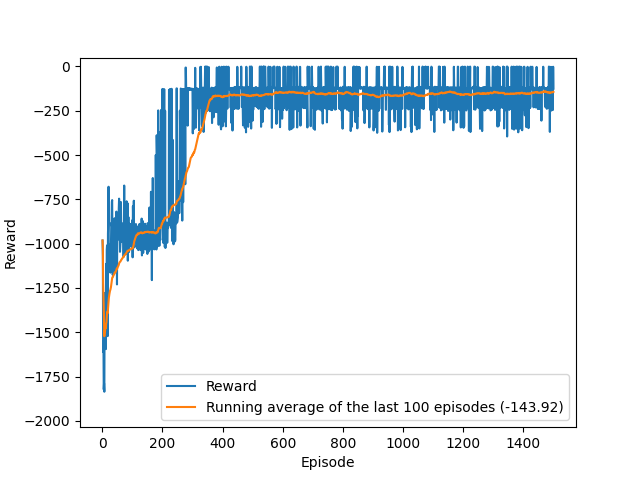 0
−250
−500
−750
−1000
−1250
−1500
−1750
−2000
Reward
Reward
Running average of the last 100 episodes (-143.92)
0 200 400 600 800 1000 1200 1400
Episode